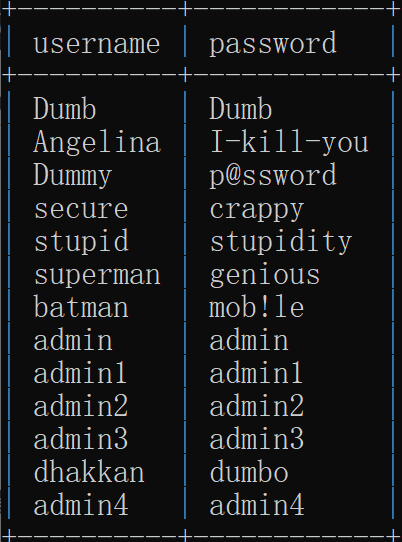 username | password
Dumb | Dumb
Angelina | I-kill-you
Dummy | p@ssword
secure | crappy
stupid | stupidity
superman | genious
batman | mob!le
admin | admin
admin1 | admin1
admin2 | admin2
admin3 | admin3
dhakkan | dumbo
admin4 | admin4